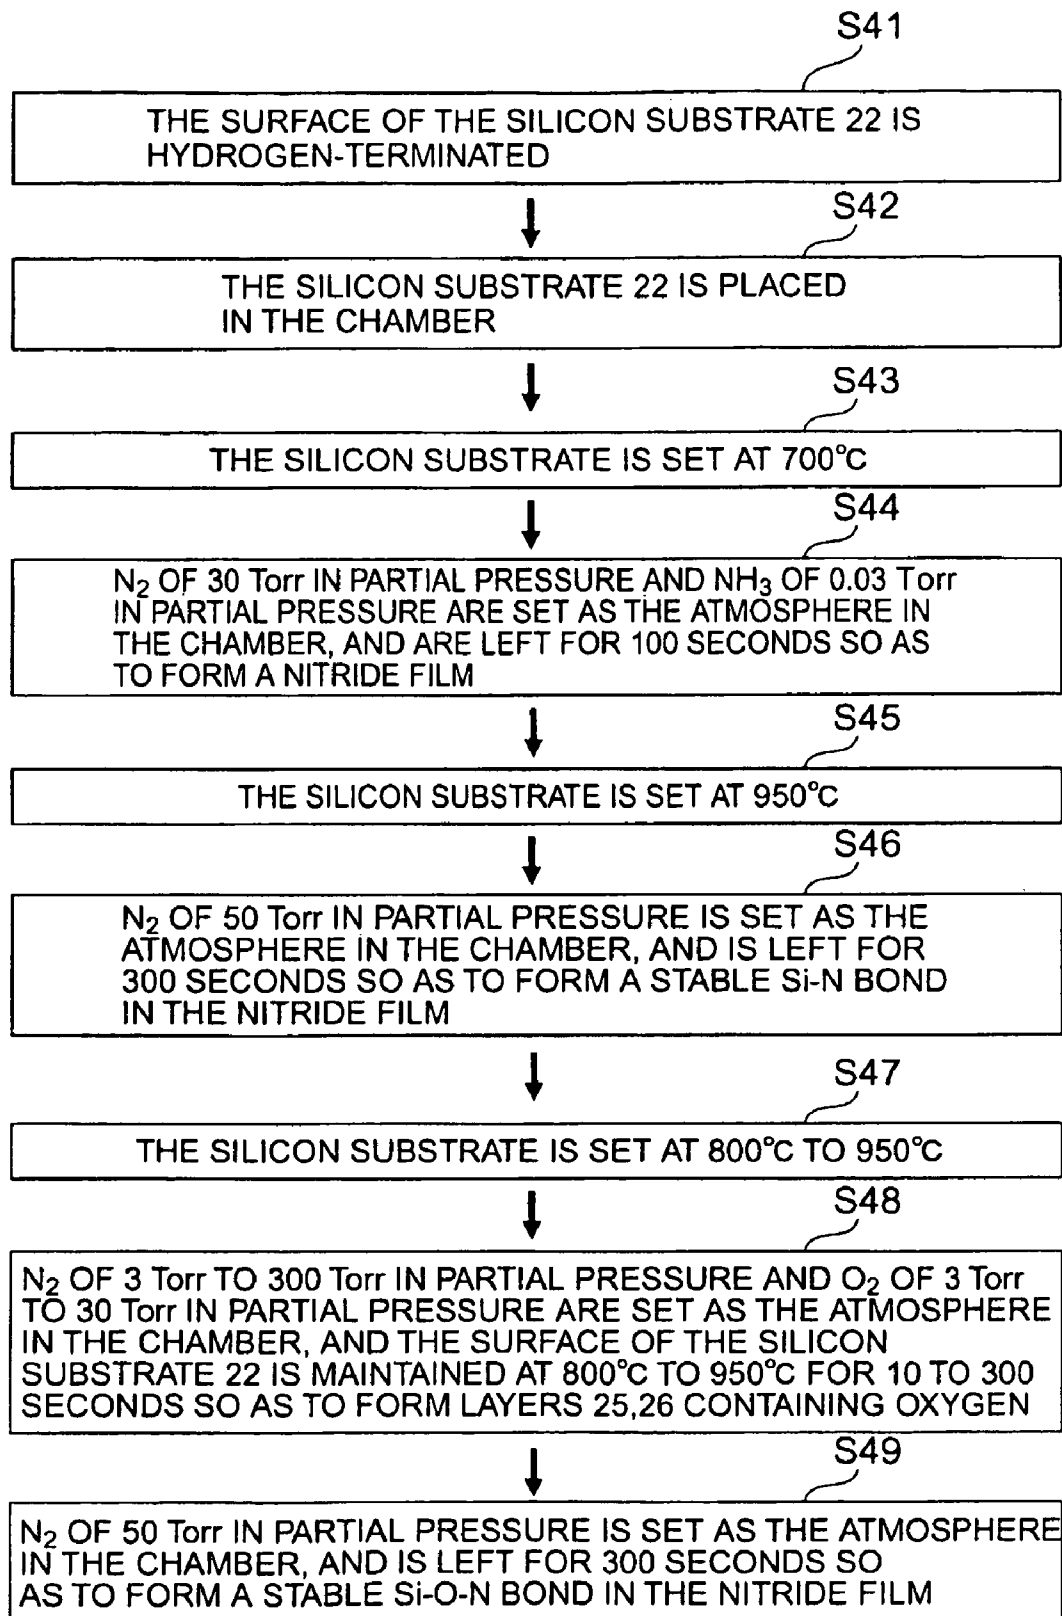 S41
THE SURFACE OF THE SILICON SUBSTRATE 22 IS
HYDROGEN-TERMINATED
S42
THE SILICON SUBSTRATE 22 IS PLACED
IN THE CHAMBER
S43
THE SILICON SUBSTRATE IS SET AT 700°C
S44
N₂ OF 30 Torr IN PARTIAL PRESSURE AND NH₃ OF 0.03 Torr
IN PARTIAL PRESSURE ARE SET AS THE ATMOSPHERE IN
THE CHAMBER, AND ARE LEFT FOR 100 SECONDS SO AS
TO FORM A NITRIDE FILM
S45
THE SILICON SUBSTRATE IS SET AT 950°C
S46
N₂ OF 50 Torr IN PARTIAL PRESSURE IS SET AS THE
ATMOSPHERE IN THE CHAMBER, AND IS LEFT FOR
300 SECONDS SO AS TO FORM A STABLE Si-N BOND
IN THE NITRIDE FILM
S47
THE SILICON SUBSTRATE IS SET AT 800°C TO 950°C
S48
N₂ OF 3 Torr TO 300 Torr IN PARTIAL PRESSURE AND O₂ OF 3 Torr
TO 30 Torr IN PARTIAL PRESSURE ARE SET AS THE ATMOSPHERE
IN THE CHAMBER, AND THE SURFACE OF THE SILICON
SUBSTRATE 22 IS MAINTAINED AT 800°C TO 950°C FOR 10 TO 300
SECONDS SO AS TO FORM LAYERS 25,26 CONTAINING OXYGEN
S49
N₂ OF 50 Torr IN PARTIAL PRESSURE IS SET AS THE ATMOSPHERE
IN THE CHAMBER, AND IS LEFT FOR 300 SECONDS SO
AS TO FORM A STABLE Si-O-N BOND IN THE NITRIDE FILM